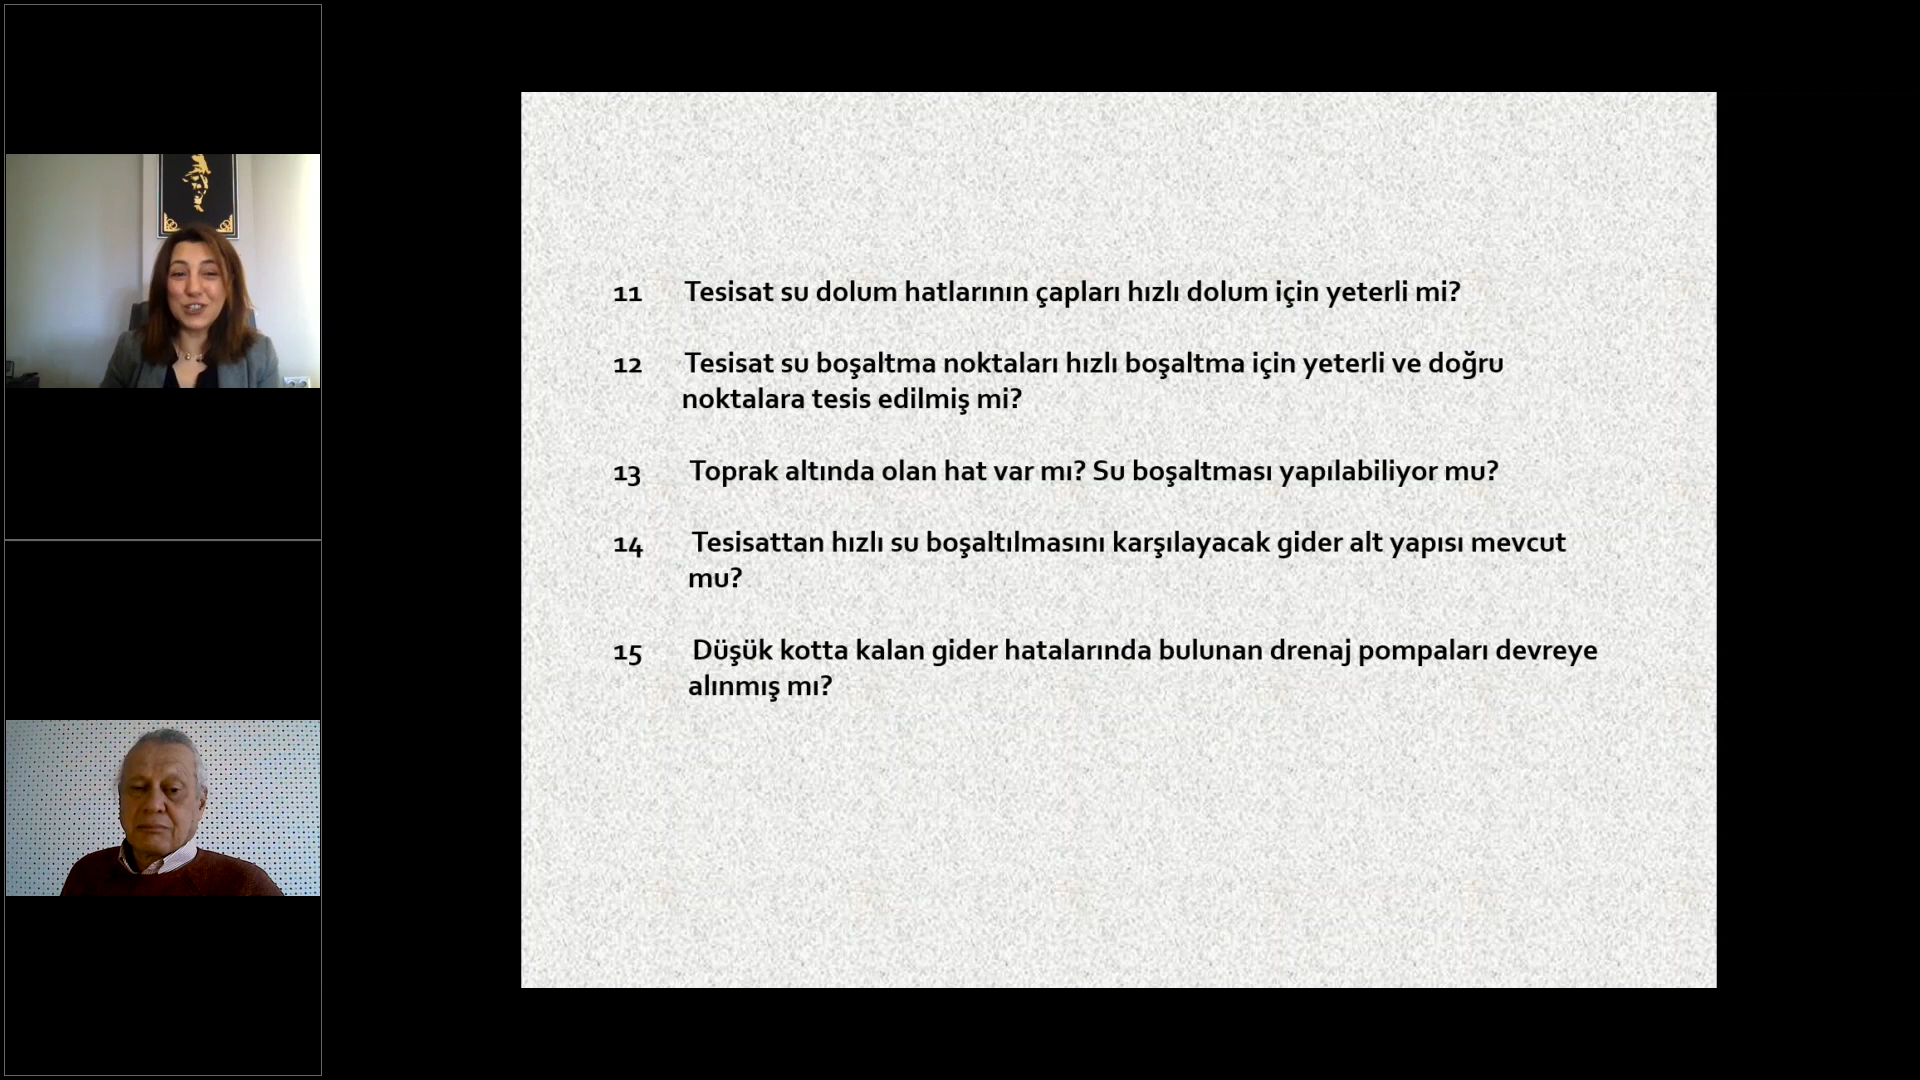 11 Tesisat su dolum hatlarının çapları hızlı dolum için yeterli mi?
12 Tesisat su boşaltma noktaları hızlı boşaltma için yeterli ve doğru
noktalara tesis edilmiş mi?
13 Toprak altında olan hat var mı? Su boşaltması yapılabiliyor mu?
14 Tesisattan hızlı su boşaltılmasını karşılayacak gider alt yapısı mevcut
mu?
15 Düşük kotta kalan gider hatalarında bulunan drenaj pompaları devreye
alınmış mı?